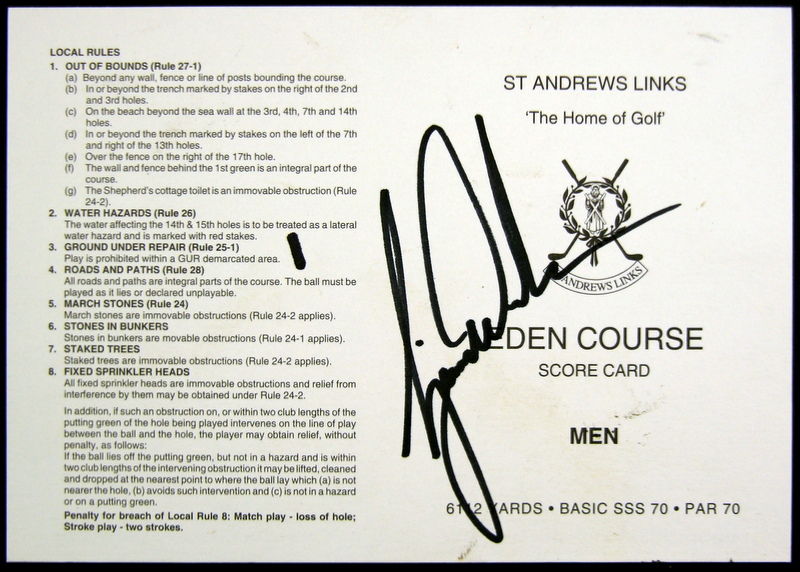 LOCAL RULES
1. OUT OF BOUNDS (Rule 27-1)
(a) Beyond any wall, fence or line of posts bounding the course.
(b) In or beyond the trench marked by stakes on the right of the 2nd
and 3rd holes.
(c) On the beach beyond the sea wall at the 3rd, 4th, 7th and 14th
holes.
(d) In or beyond the trench marked by stakes on the left of the 7th
and right of the 13th holes.
(e) Over the fence on the right of the 17th hole.
(f) The wall and fence behind the 1st green is an integral part of the
course.
(g) The Shepherd's cottage toilet is an immovable obstruction (Rule
24-2).
2. WATER HAZARDS (Rule 26)
The water affecting the 14th & 15th holes is to be treated as a lateral
water hazard and is marked with red stakes.
3. GROUND UNDER REPAIR (Rule 25-1)
Play is prohibited within a GUR demarcated area.
4. ROADS AND PATHS (Rule 28)
All roads and paths are integral parts of the course. The ball must be
played as it lies or declared unplayable.
5. MARCH STONES (Rule 24)
March stones are immovable obstructions (Rule 24-2 applies).
6. STONES IN BUNKERS
Stones in bunkers are movable obstructions (Rule 24-1 applies).
7. STAKED TREES
Staked trees are immovable obstructions (Rule 24-2 applies).
8. FIXED SPRINKLER HEADS
All fixed sprinkler heads are immovable obstructions and relief from
interference by them may be obtained under Rule 24-2.
In addition, if such an obstruction on, or within two club lengths of the
putting green of the hole being played intervenes on the line of play
between the ball and the hole, the player may obtain relief, without
penalty, as follows:
If the ball lies off the putting green, but not in a hazard and is within
two club lengths of the intervening obstruction it may be lifted, cleaned
and dropped at the nearest point to where the ball lay which (a) is not
nearer the hole, (b) avoids such intervention and (c) is not in a hazard
or on a putting green.
Penalty for breach of Local Rule 8: Match play - loss of hole;
Stroke play - two strokes.
ST ANDREWS LINKS
'The Home of Golf'
ANDREWS LINKS
EDEN COURSE
SCORE CARD
MEN
6112 YARDS • BASIC SSS 70 • PAR 70